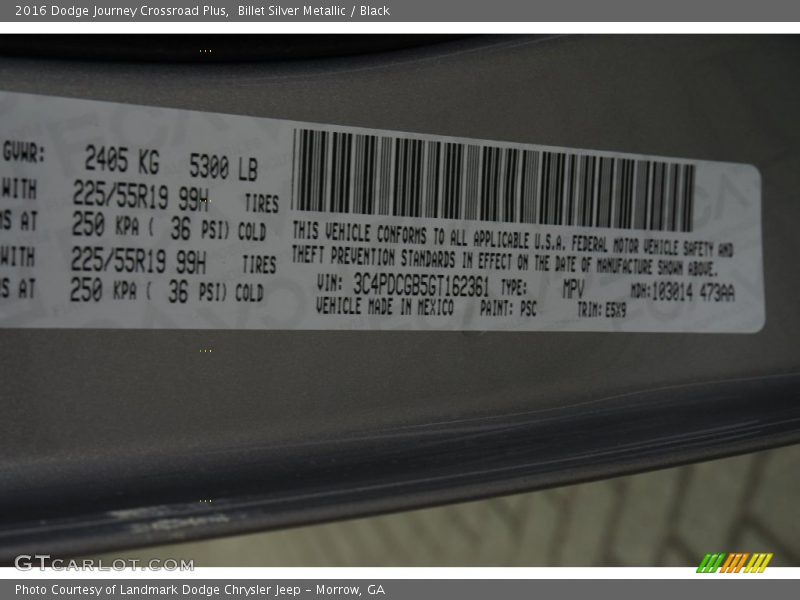 2016 Dodge Journey Crossroad Plus,  Billet Silver Metallic / Black
GVWR: 2405 KG 5300 LB
WITH 225/55R19 99H TIRES
AT 250 KPA ( 36 PSI) COLD
WITH 225/55R19 99H TIRES
AT 250 KPA ( 36 PSI) COLD
THIS VEHICLE CONFORMS TO ALL APPLICABLE U.S.A. FEDERAL MOTOR VEHICLE SAFETY AND
THEFT PREVENTION STANDARDS IN EFFECT ON THE DATE OF MANUFACTURE SHOWN ABOVE.
VIN: 3C4PDCGB5GT162361 TYPE: MPV MDH:103014 473AA
VEHICLE MADE IN MEXICO PAINT: PSC TRIM: E5X9
GTCARLOT.COM
Photo Courtesy of Landmark Dodge Chrysler Jeep – Morrow, GA